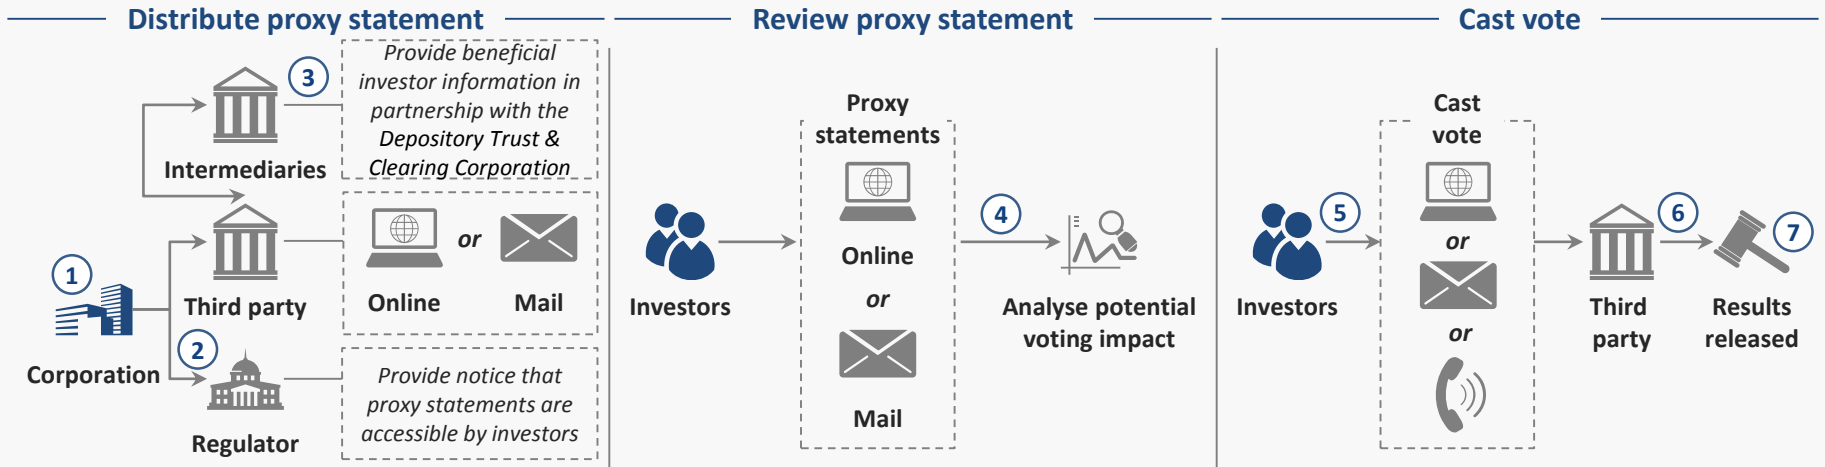 Distribute proxy statement
Review proxy statement
Cast vote
3
Provide beneficial
investor information in
partnership with the
Depository Trust &
Clearing Corporation
Intermediaries
1
Corporation
Third party
or
Online
Mail
2
Regulator
Provide notice that
proxy statements are
accessible by investors
Investors
Proxy
statements
Online
or
Mail
4
Analyse potential
voting impact
Investors
5
Cast
vote
or
or
Third
party
6
7
Results
released